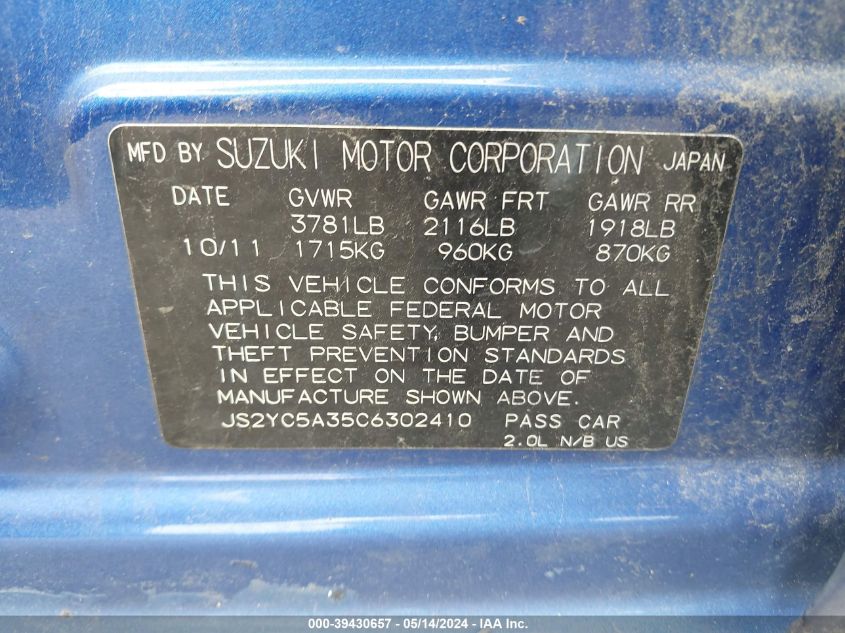 MFD BY SUZUKI MOTOR CORPORATION JAPAN
DATE GVWR GAWR FRT GAWR RR
3781LB 2116LB 1918LB
10/11 1715KG 960KG 870KG
THIS VEHICLE CONFORMS TO ALL
APPLICABLE FEDERAL MOTOR
VEHICLE SAFETY, BUMPER AND
THEFT PREVENTION STANDARDS
IN EFFECT ON THE DATE OF
MANUFACTURE SHOWN ABOVE.
JS2YC5A35C6302410 PASS CAR
2.0L N/B US
000-39430657 - 05/14/2024 - IAA Inc.